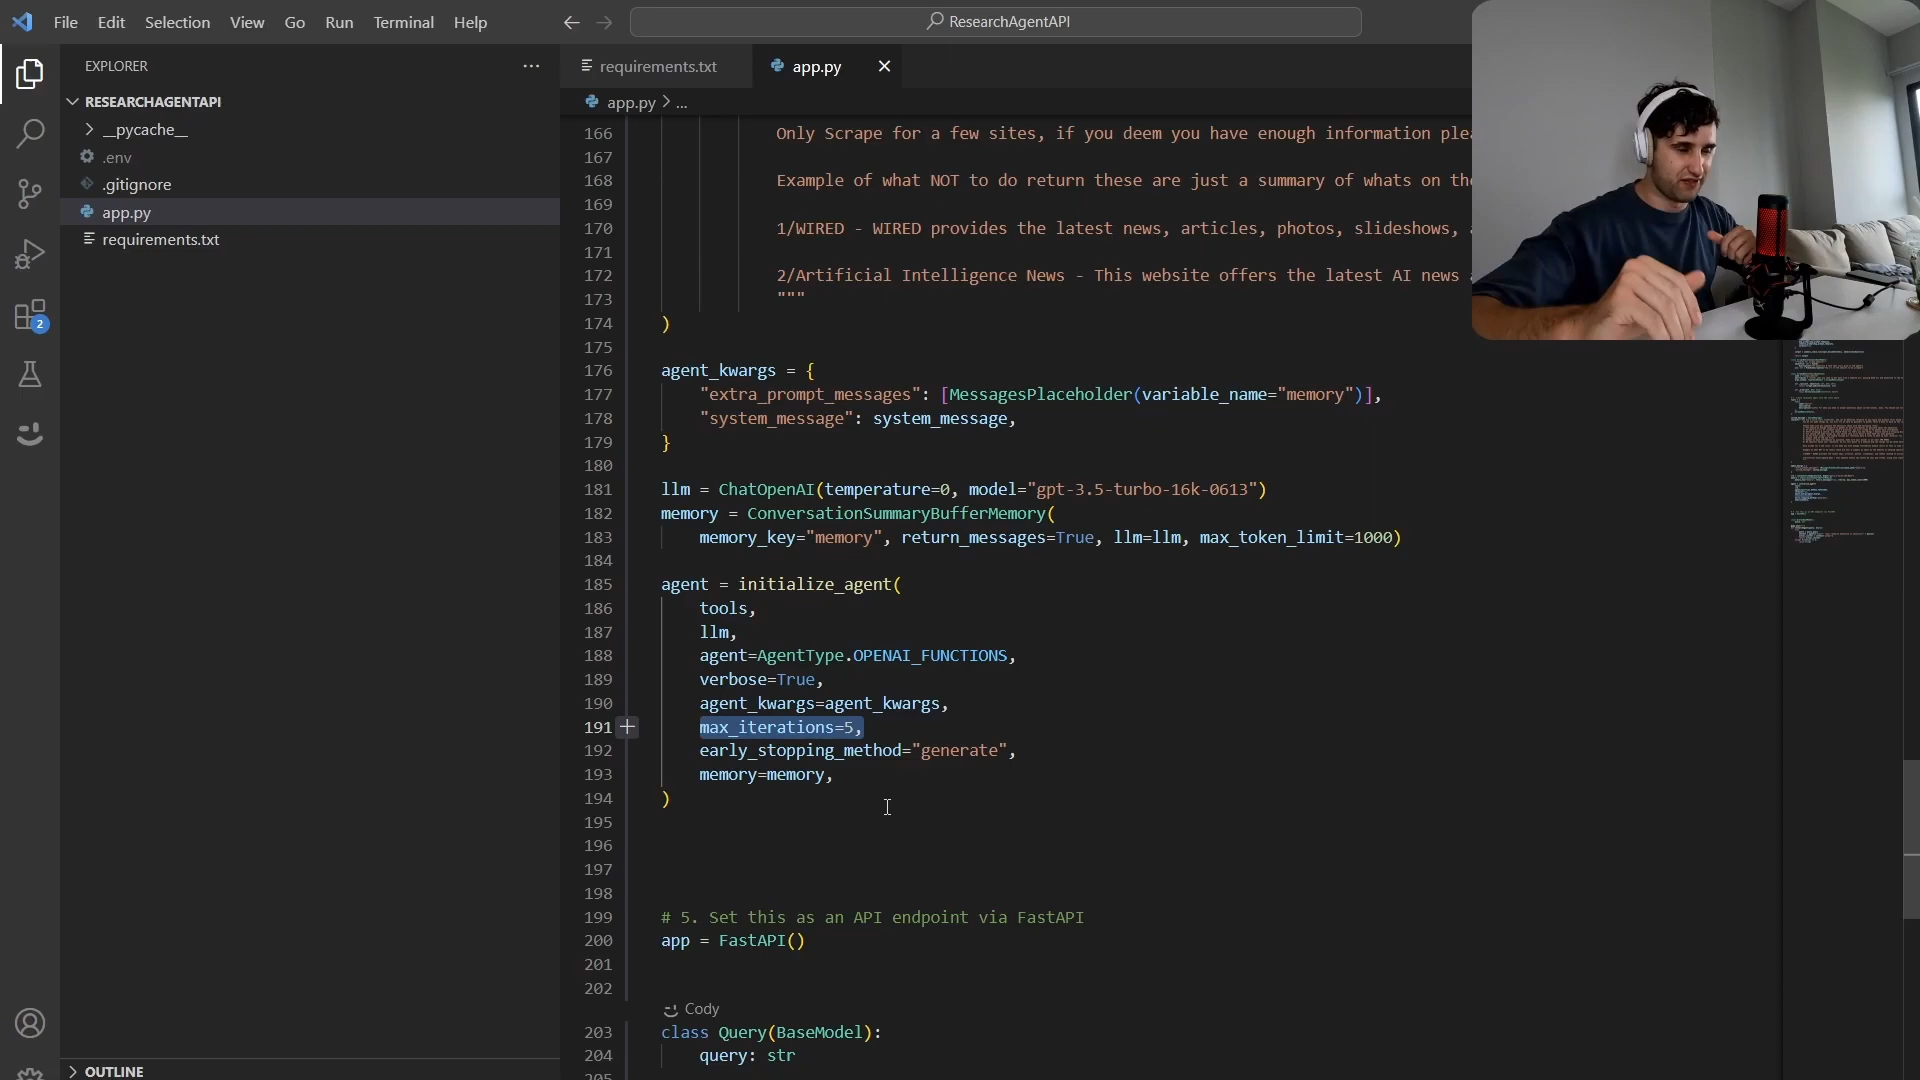 File Edit Selection View Go Run Terminal Help
ResearchAgentAPI
EXPLORER
RESEARCHAGENTAPI
__pycache__
.env
.gitignore
app.py
requirements.txt
2
OUTLINE
requirements.txt
app.py
app.py > ...
166 Only Scrape for a few sites, if you deem you have enough information
167
168 Example of what NOT to do return these are just a summary of whats on
169
170 1/WIRED - WIRED provides the latest news, articles, photos, slideshows,
171
172 2/Artificial Intelligence News - This website offers the latest AI news
173 """
174 )
175
176 agent_kwargs = {
177 "extra_prompt_messages": [MessagesPlaceholder(variable_name="memory")],
178 "system_message": system_message,
179 }
180
181 llm = ChatOpenAI(temperature=0, model="gpt-3.5-turbo-16k-0613")
182 memory = ConversationSummaryBufferMemory(
183 memory_key="memory", return_messages=True, llm=llm, max_token_limit=1000)
184
185 agent = initialize_agent(
186 tools,
187 llm,
188 agent=AgentType.OPENAI_FUNCTIONS,
189 verbose=True,
190 agent_kwargs=agent_kwargs,
191 max_iterations=5,
192 early_stopping_method="generate",
193 memory=memory,
194 )
195
196
197
198
199 # 5. Set this as an API endpoint via FastAPI
200 app = FastAPI()
201
202
Cody
203 class Query(BaseModel):
204 query: str
205